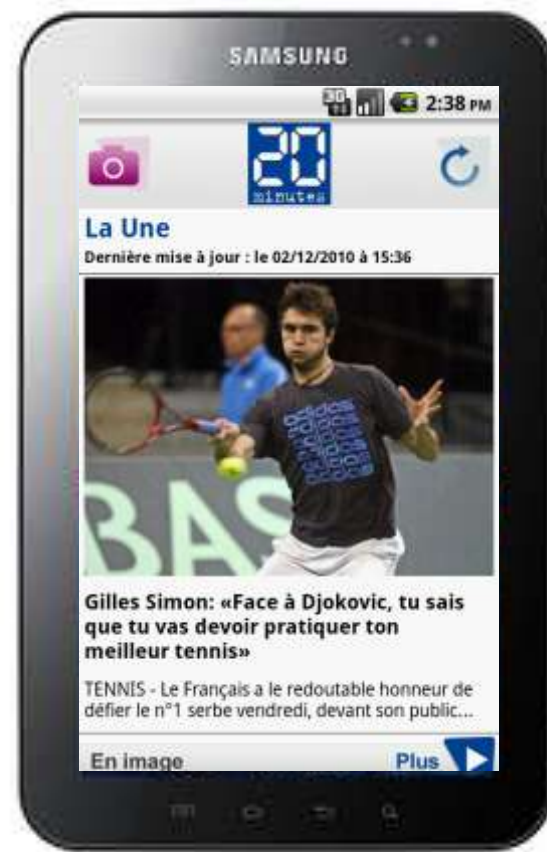 SAMSUNG
2:38 PM
20
minutes
La Une
Dernière mise à jour : le 02/12/2010 à 15:36
BAS
Gilles Simon: «Face à Djokovic, tu sais
que tu vas devoir pratiquer ton
meilleur tennis»
TENNIS - Le Français a le redoutable honneur de
défier le n°1 serbe vendredi, devant son public...
En image
Plus